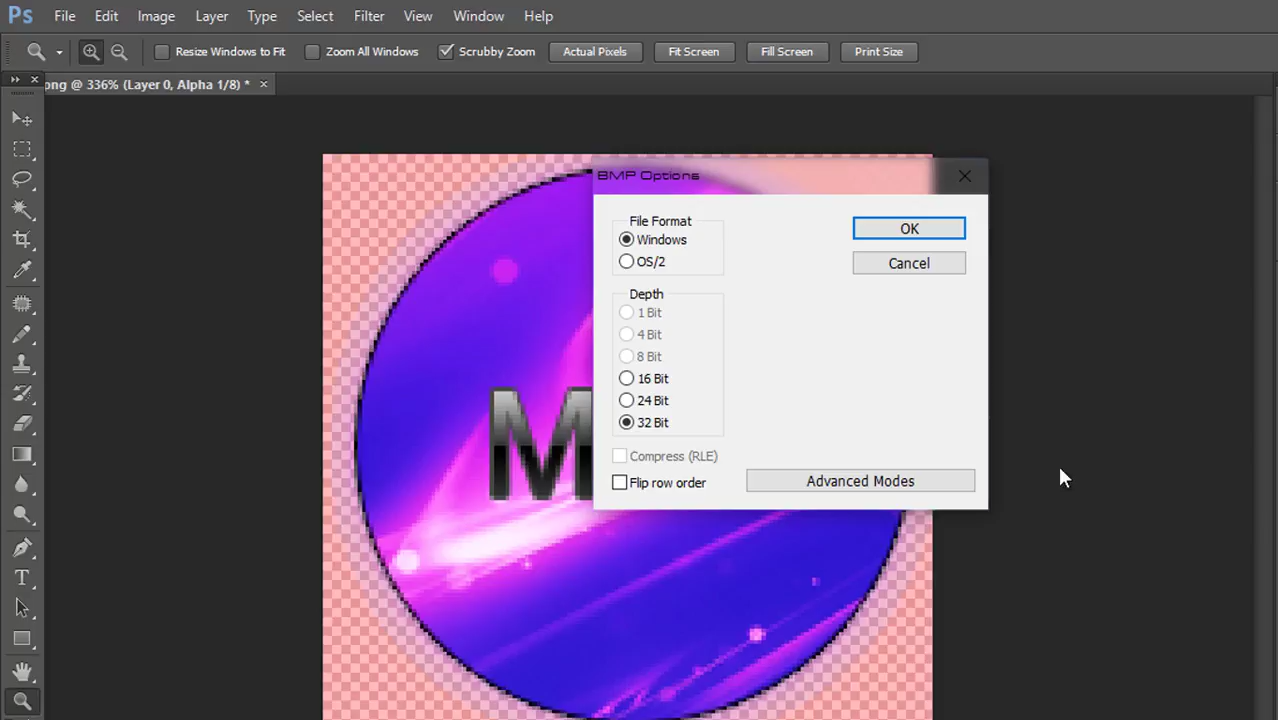 Ps File Edit Image Layer Type Select Filter View Window Help
Resize Windows to Fit Zoom All Windows Scrubby Zoom Actual Pixels Fit Screen Fill Screen Print Size
png @ 336% (Layer 0, Alpha 1/8) *
BMP Options
File Format
Windows
OS/2
OK
Cancel
Depth
1 Bit
4 Bit
8 Bit
16 Bit
24 Bit
32 Bit
Compress (RLE)
Flip row order
Advanced Modes